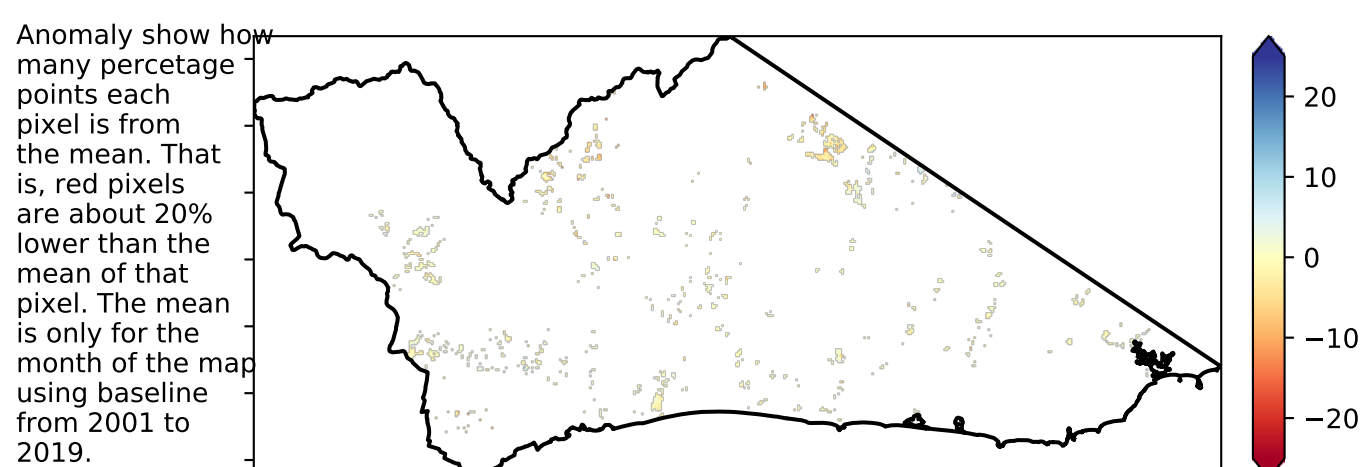 Anomaly show how
many percetage
points each
pixel is from
the mean. That
is, red pixels
are about 20%
lower than the
mean of that
pixel. The mean
is only for the
month of the map
using baseline
from 2001 to
2019.
20
10
0
−10
−20